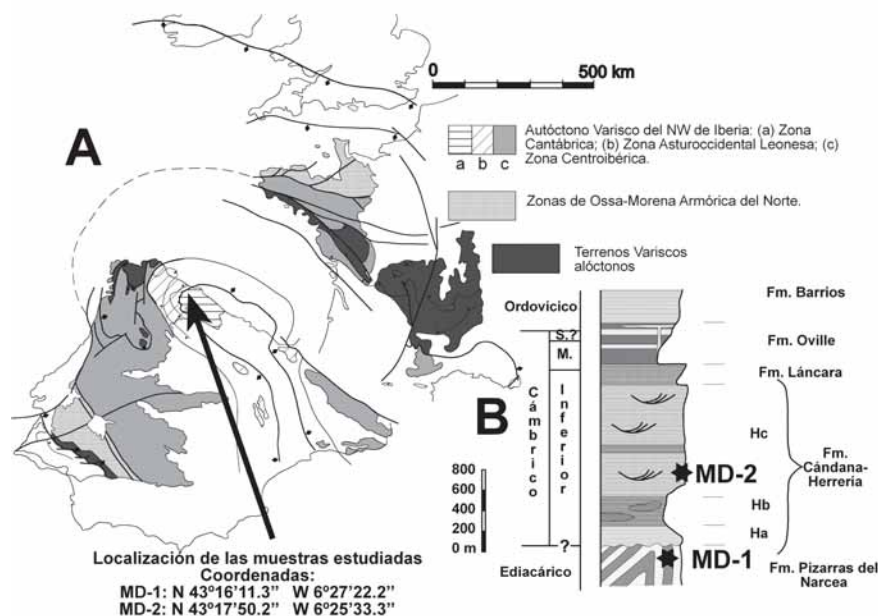 A
0 500 km
a b c
Autóctono Varisco del NW de Iberia: (a) Zona
Cantábrica; (b) Zona Asturoccidental Leonesa; (c)
Zona Centroibérica.
Zonas de Ossa-Morena Armórica del Norte.
Terrenos Variscos
alóctonos
B
Ordovicico
S.?
M.
Cámbrico
Inferior
?
Ediacárico
800
600
400
200
0 m
Fm. Barrios
Fm. Oville
Fm. Láncara
Hc
Fm.
Cándana-
Herrería
MD-2
Hb
Ha
MD-1
Fm. Pizarras del
Narcea
Localización de las muestras estudiadas
Coordenadas:
MD-1: N 43º16'11.3” W 6º27'22.2”
MD-2: N 43º17'50.2” W 6º25'33.3”